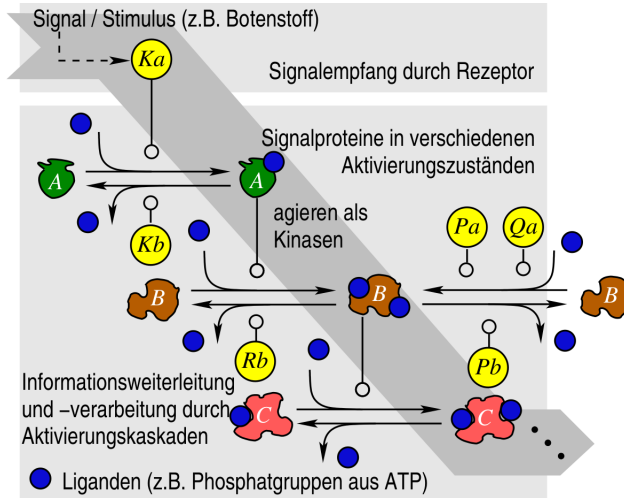 Signal / Stimulus (z.B. Botenstoff)
Ka
Signalempfang durch Rezeptor
Signalproteine in verschiedenen
Aktivierungszuständen
A
A
agieren als
Kinasen
Kb
Pa
Qa
B
B
B
Rb
Pb
Informationsweiterleitung
und −verarbeitung durch
Aktivierungskaskaden
C
C
Liganden (z.B. Phosphatgruppen aus ATP)